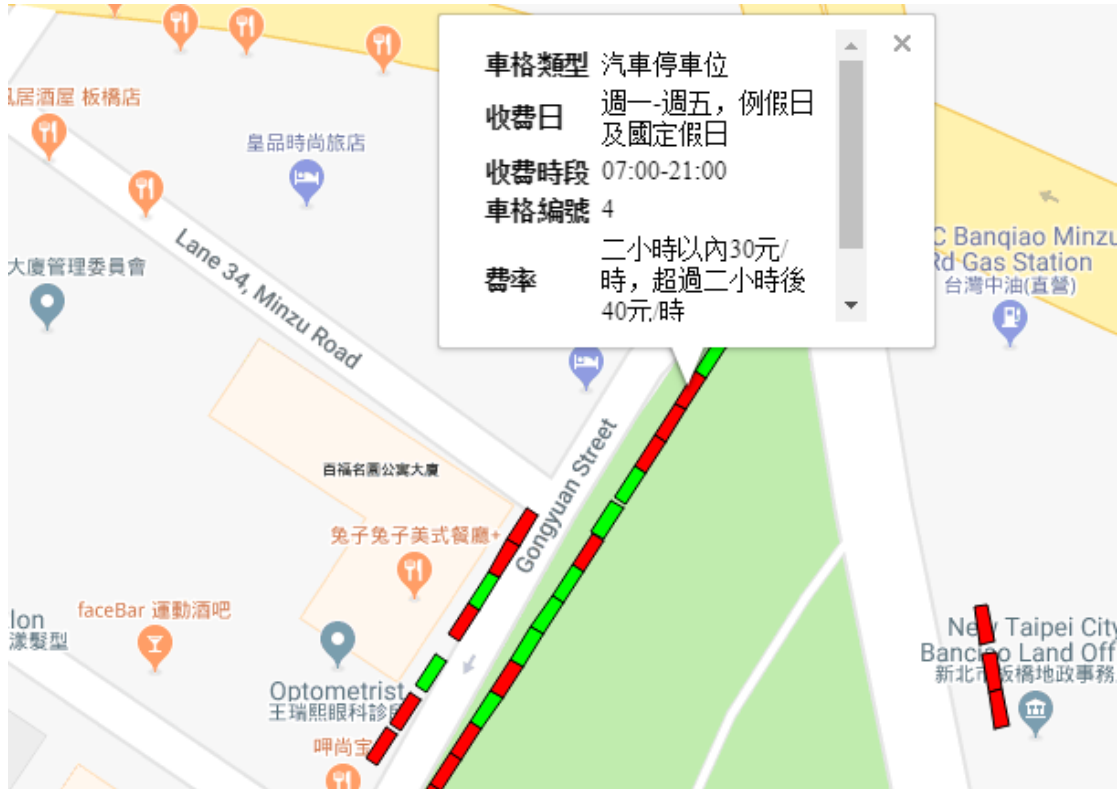 居酒屋 板橋店
皇品時尚旅店
大廈管理委員會
Lane 34, Minzu Road
車格類型 汽車停車位
收費日 週一-週五，例假日
及國定假日
收費時段 07:00-21:00
車格編號 4
費率 二小時以內30元/
時，超過二小時後
40元/時
×
C Banqiao Minzu
Rd Gas Station
台灣中油(直營)
百福名園公寓大廈
兔子兔子美式餐廳+
Gongyuan Street
faceBar 運動酒吧
lon
漾髮型
Optometrist
王瑞熙眼科診
呷尚宝
New Taipei City
Banciao Land Off
新北市板橋地政事務